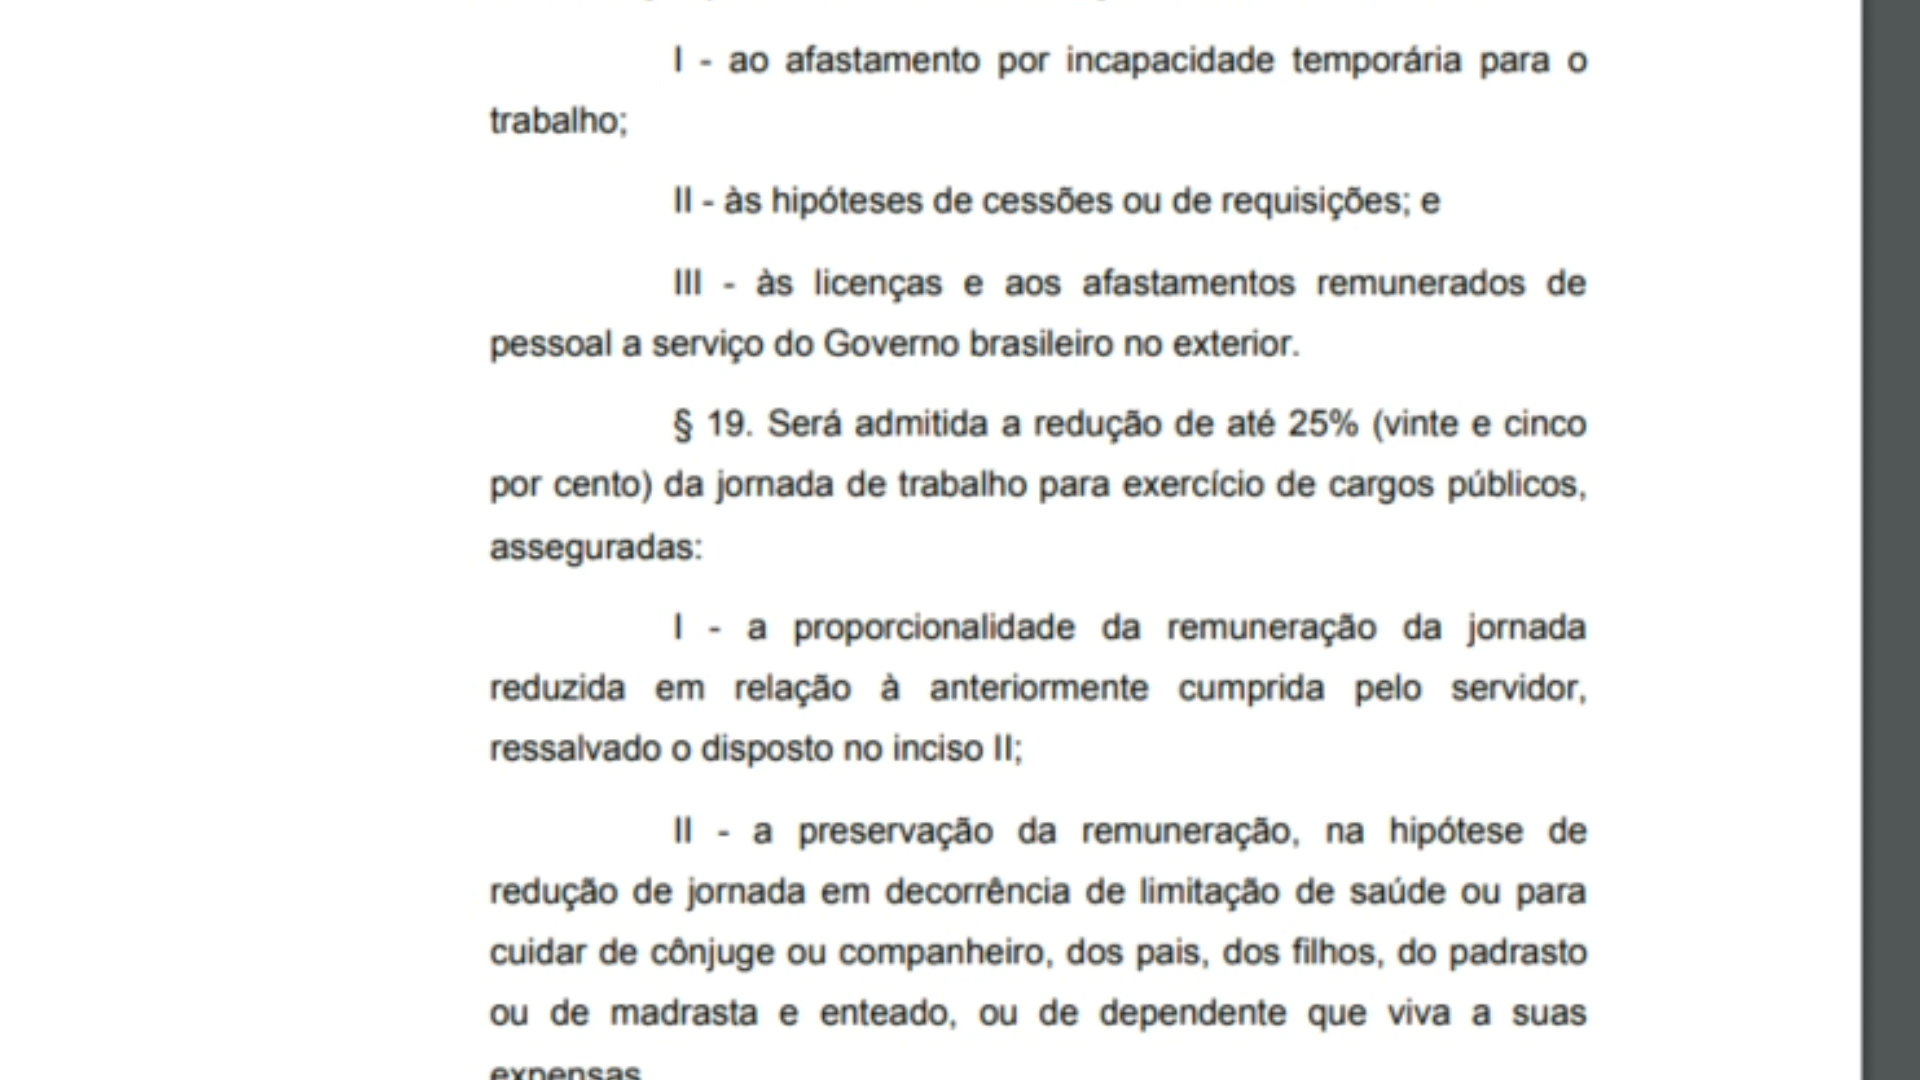 I - ao afastamento por incapacidade temporária para o
trabalho;
II - às hipóteses de cessões ou de requisições; e
III - às licenças e aos afastamentos remunerados de
pessoal a serviço do Governo brasileiro no exterior.
§ 19. Será admitida a redução de até 25% (vinte e cinco
por cento) da jornada de trabalho para exercício de cargos públicos,
asseguradas:
I - a proporcionalidade da remuneração da jornada
reduzida em relação à anteriormente cumprida pelo servidor,
ressalvado o disposto no inciso II;
II - a preservação da remuneração, na hipótese de
redução de jornada em decorrência de limitação de saúde ou para
cuidar de cônjuge ou companheiro, dos pais, dos filhos, do padrasto
ou de madrasta e enteado, ou de dependente que viva a suas
expensas